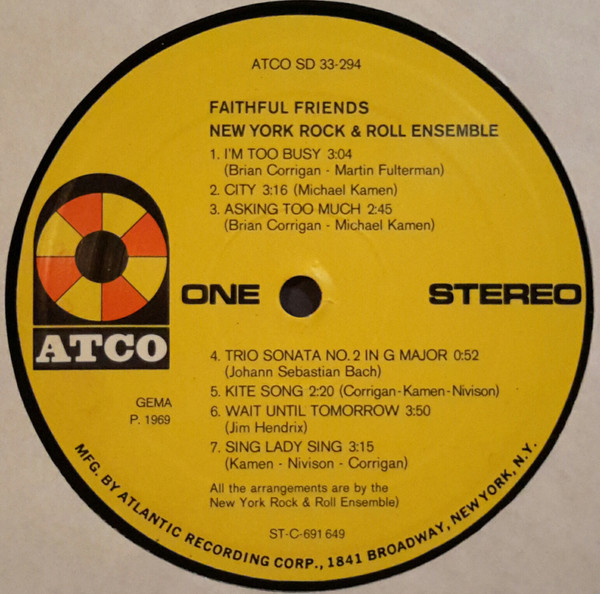 ATCO SD 33-294
FAITHFUL FRIENDS
NEW YORK ROCK & ROLL ENSEMBLE
1. I'M TOO BUSY 3:04
(Brian Corrigan - Martin Fulterman)
2. CITY 3:16 (Michael Kamen)
3. ASKING TOO MUCH 2:45
(Brian Corrigan - Michael Kamen)
ATCO
ONE
STEREO
4. TRIO SONATA NO. 2 IN G MAJOR 0:52
(Johann Sebastian Bach)
5. KITE SONG 2:20 (Corrigan-Kamen-Nivison)
6. WAIT UNTIL TOMORROW 3:50
(Jim Hendrix)
7. SING LADY SING 3:15
(Kamen - Nivison - Corrigan)
GEMA
P. 1969
All the arrangements are by the
New York Rock & Roll Ensemble)
ST-C-691 649
MFG. BY ATLANTIC RECORDING CORP., 1841 BROADWAY, NEW YORK, N.Y.